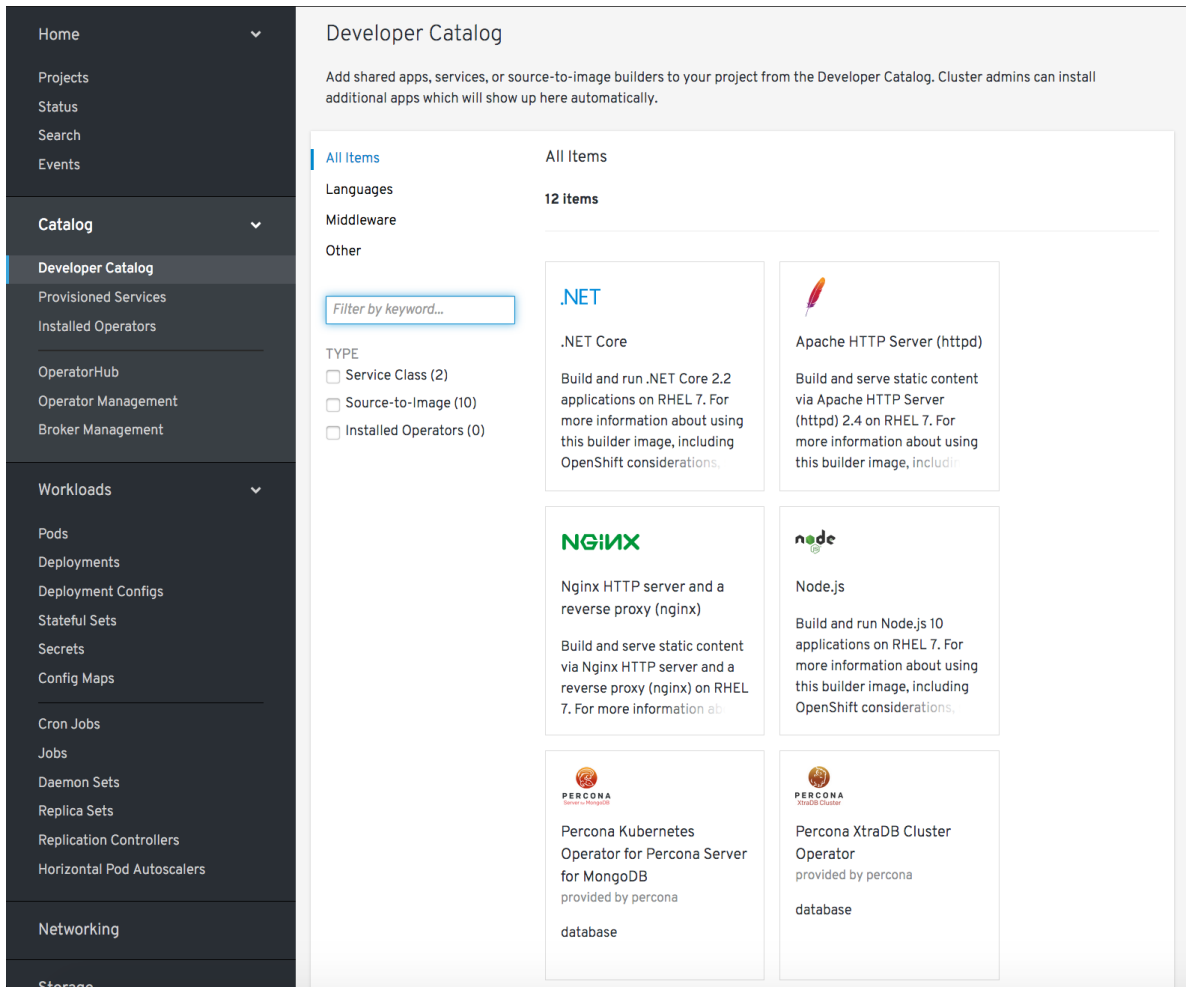 Home
Projects
Status
Search
Events
Catalog
Developer Catalog
Provisioned Services
Installed Operators
OperatorHub
Operator Management
Broker Management
Workloads
Pods
Deployments
Deployment Configs
Stateful Sets
Secrets
Config Maps
Cron Jobs
Jobs
Daemon Sets
Replica Sets
Replication Controllers
Horizontal Pod Autoscalers
Networking
Storage
Developer Catalog
Add shared apps, services, or source-to-image builders to your project from the Developer Catalog. Cluster admins can install
additional apps which will show up here automatically.
All Items
Languages
Middleware
Other
Filter by keyword...
TYPE
Service Class (2)
Source-to-Image (10)
Installed Operators (0)
All Items
12 items
.NET
.NET Core
Build and run .NET Core 2.2
applications on RHEL 7. For
more information about using
this builder image, including
OpenShift considerations,
Apache HTTP Server (httpd)
Build and serve static content
via Apache HTTP Server
(httpd) 2.4 on RHEL 7. For
more information about using
this builder image, includin
NGINX
Nginx HTTP server and a
reverse proxy (nginx)
Build and serve static content
via Nginx HTTP server and a
reverse proxy (nginx) on RHEL
7. For more information ab
node
JS
Node.js
Build and run Node.js 10
applications on RHEL 7. For
more information about using
this builder image, including
OpenShift considerations,
PERCONA
Server for MongoDB
Percona Kubernetes
Operator for Percona Server
for MongoDB
provided by percona
database
PERCONA
XtraDB Cluster
Percona XtraDB Cluster
Operator
provided by percona
database